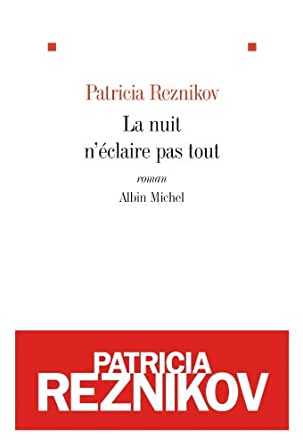 Patricia Reznikov
La nuit
n'éclaire pas tout
roman
Albin Michel
PATRICIA
REZNIKOV